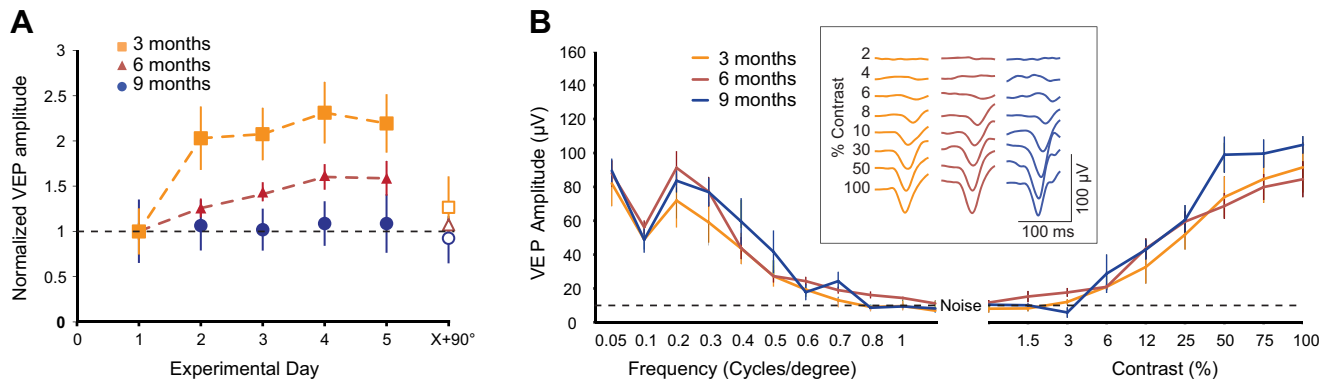 A
Normalized VEP amplitude
3
2.5
2
1.5
1
0.5
0
3 months
6 months
9 months
0 1 2 3 4 5 X+90°
Experimental Day
B
VEP Amplitude (µV)
160
140
120
100
80
60
40
20
0
3 months
6 months
9 months
% Contrast
2
4
6
8
10
30
50
100
100 µV
100 ms
Noise
0.05 0.1 0.2 0.3 0.4 0.5 0.6 0.7 0.8 1
Frequency (Cycles/degree)
1.5 3 6 12 25 50 75 100
Contrast (%)